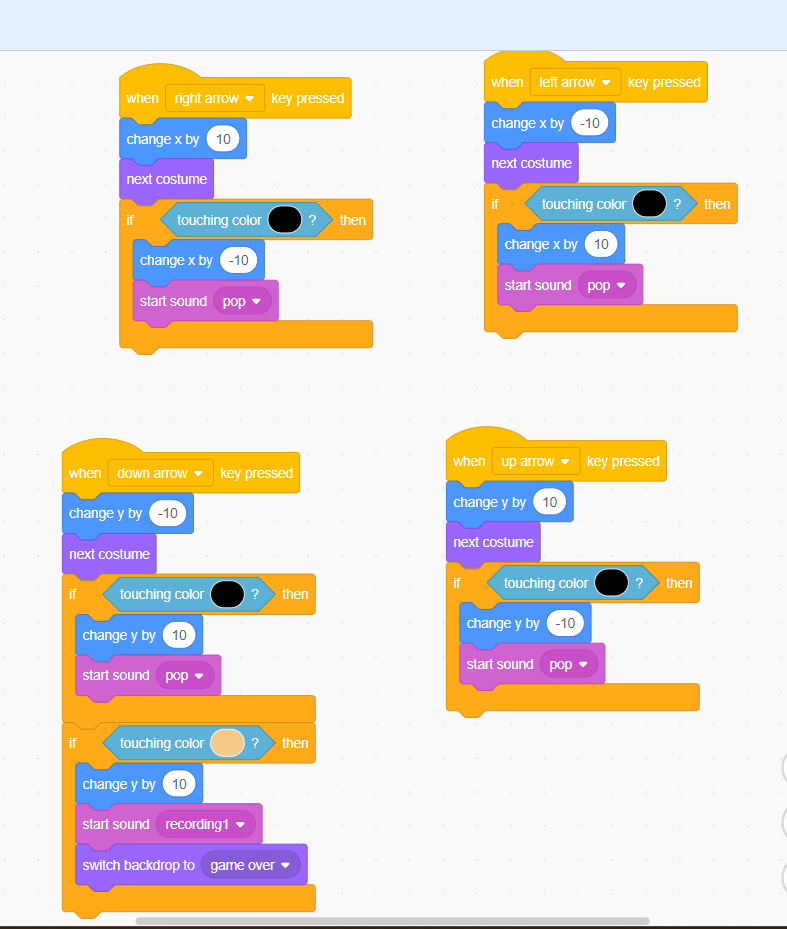 when right arrow key pressed
change x by 10
next costume
if touching color ? then
change x by -10
start sound pop
when left arrow key pressed
change x by -10
next costume
if touching color ? then
change x by 10
start sound pop
when down arrow key pressed
change y by -10
next costume
if touching color ? then
change y by 10
start sound pop
if touching color ? then
change y by 10
start sound recording1
switch backdrop to game over
when up arrow key pressed
change y by 10
next costume
if touching color ? then
change y by -10
start sound pop